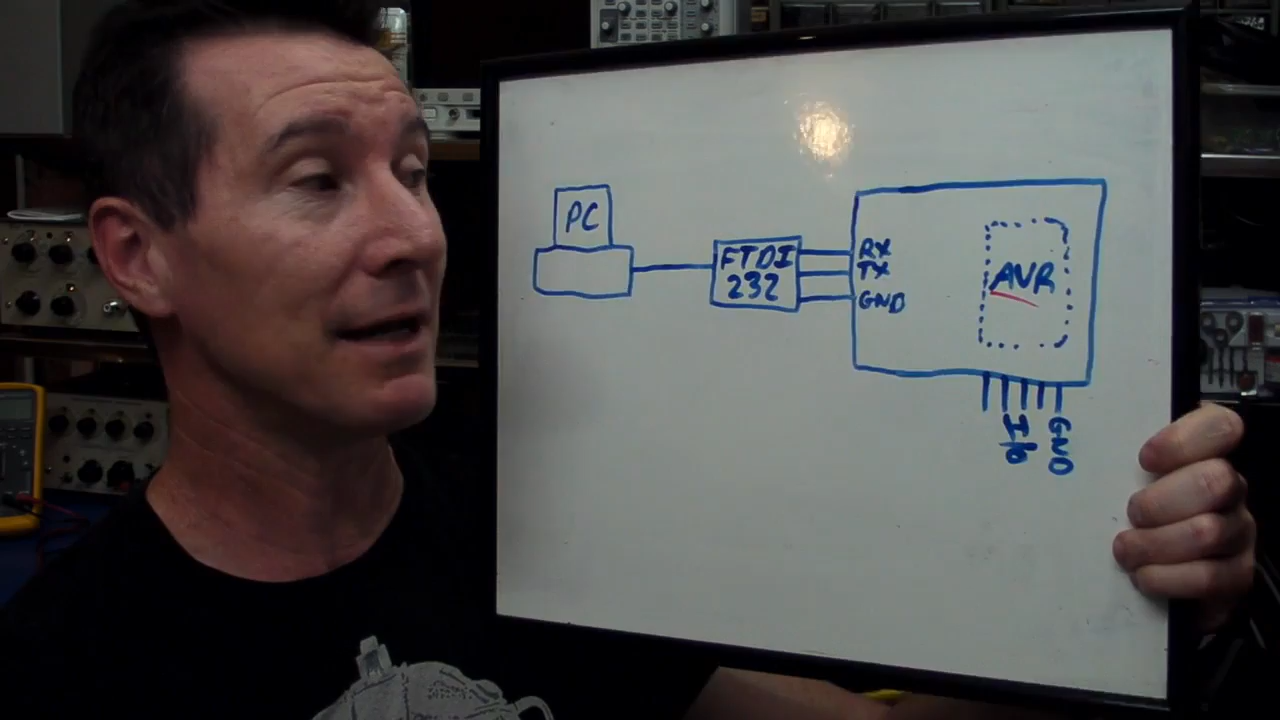 PC
FTDI
232
RX
TX
GND
AVR
I/O
GND